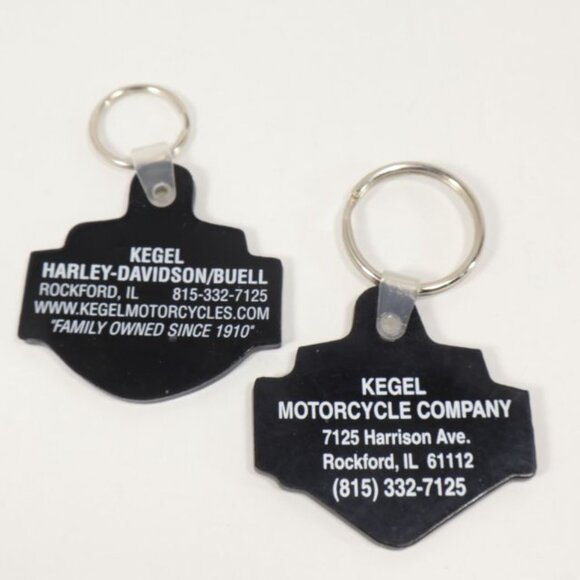 KEGEL
HARLEY-DAVIDSON/BUELL
ROCKFORD, IL 815-332-7125
WWW.KEGELMOTORCYCLES.COM
"FAMILY OWNED SINCE 1910"
KEGEL
MOTORCYCLE COMPANY
7125 Harrison Ave.
Rockford, IL 61112
(815) 332-7125